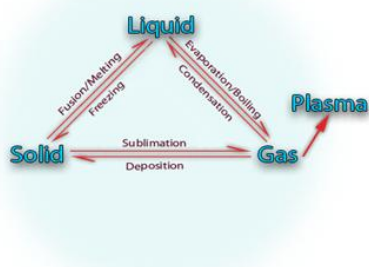 Liquid
Fusion/Melting
Freezing
Evaporation/Boiling
Condensation
Plasma
Solid
Sublimation
Deposition
Gas